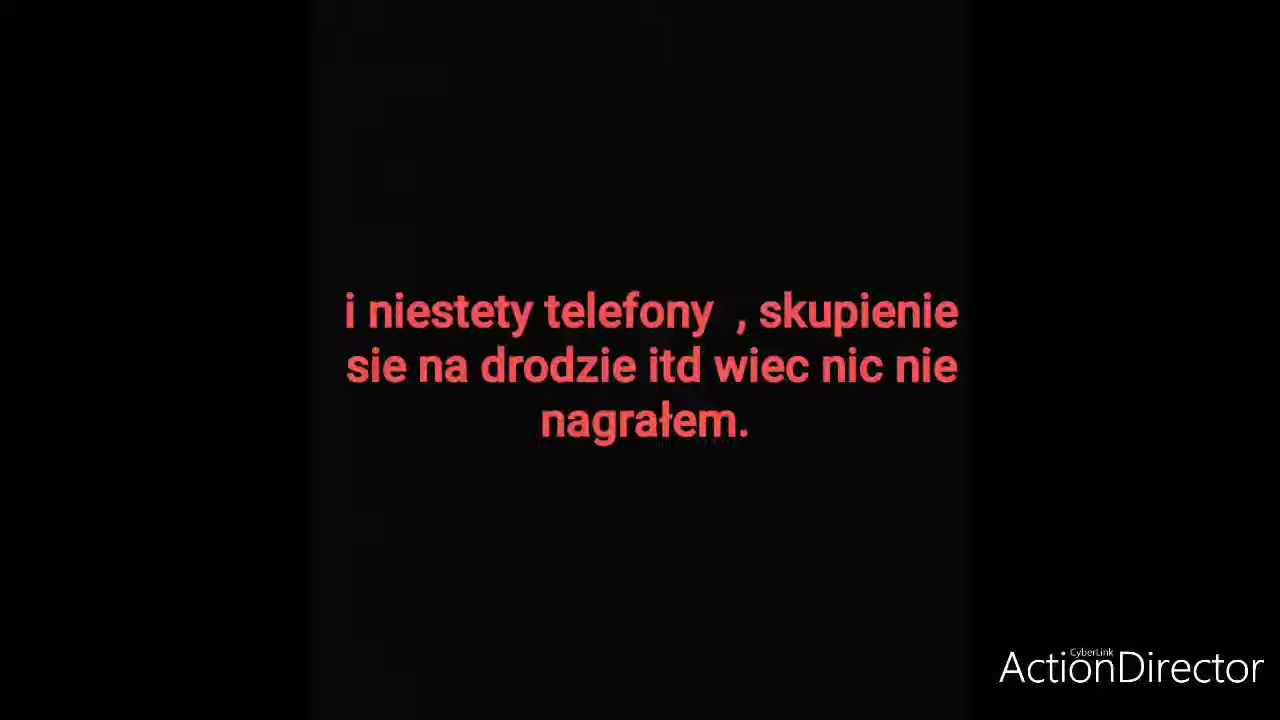 i niestety telefony , skupienie
sie na drodzie itd wiec nic nie
nagrałem.
CyberLink
ActionDirector